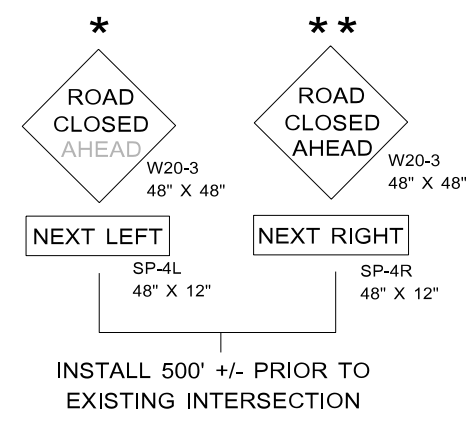 *
* *
ROAD
CLOSED
AHEAD
W20-3
48" X 48"
NEXT LEFT
SP-4L
48" X 12"
ROAD
CLOSED
AHEAD
W20-3
48" X 48"
NEXT RIGHT
SP-4R
48" X 12"
INSTALL 500' +/- PRIOR TO
EXISTING INTERSECTION